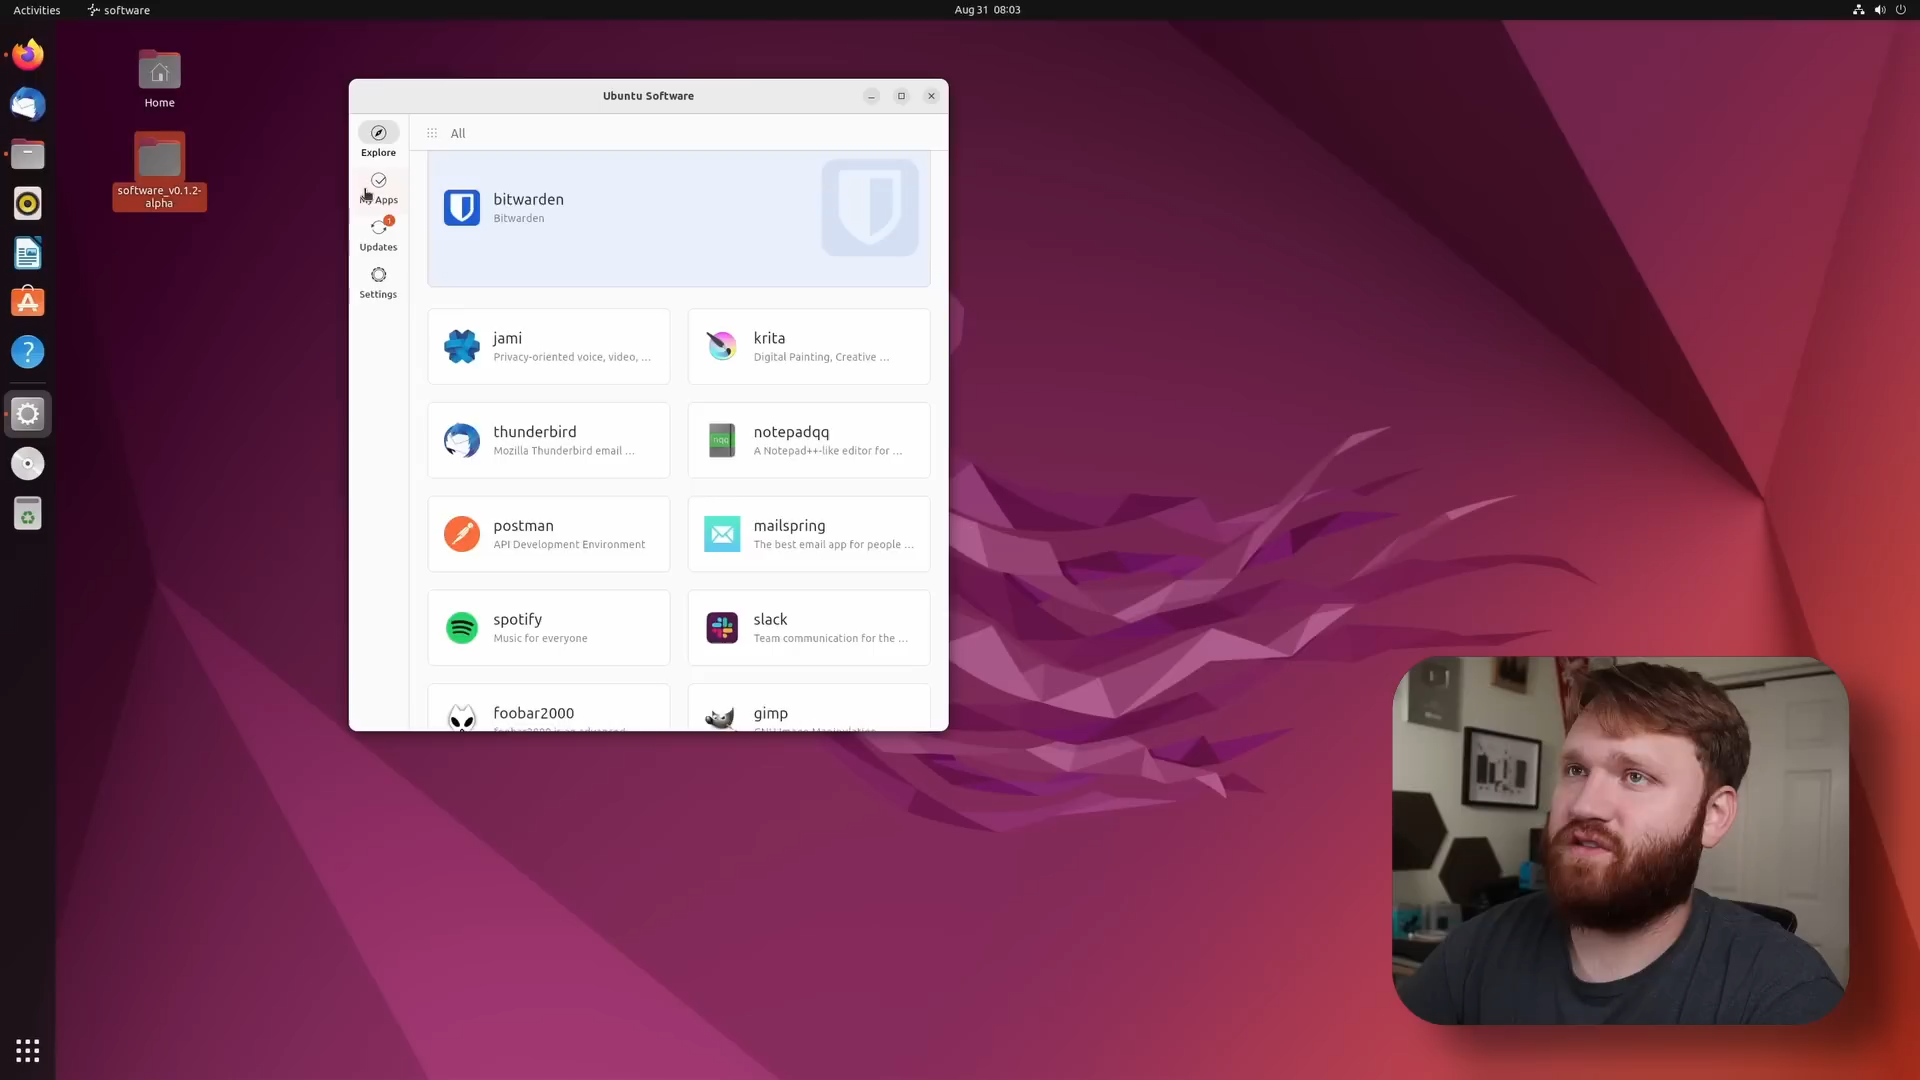 Activities
software
Aug 31 08:03
Home
software_v0.1.2-
alpha
Ubuntu Software
Explore
My Apps
1
Updates
Settings
All
bitwarden
Bitwarden
jami
Privacy-oriented voice, video, ...
krita
Digital Painting, Creative ...
thunderbird
Mozilla Thunderbird email ...
nqq
notepadqq
A Notepad++-like editor for ...
postman
API Development Environment
mailspring
The best email app for people ...
spotify
Music for everyone
slack
Team communication for the ...
foobar2000
gimp